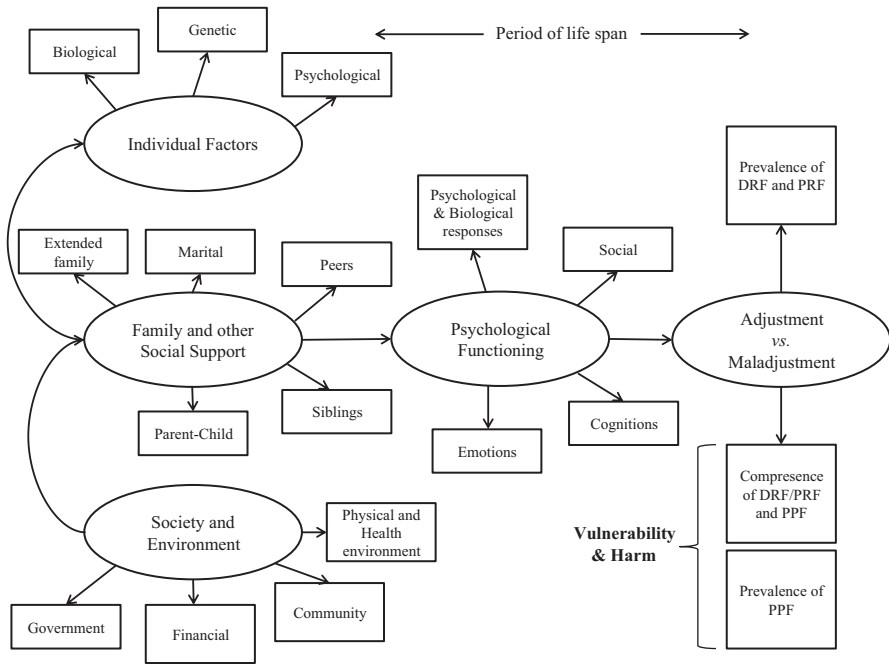 Genetic
Period of life span
Biological
Psychological
Individual Factors
Prevalence of
DRF and PRF
Psychological
& Biological
responses
Extended
family
Marital
Peers
Social
Family and other
Social Support
Psychological
Functioning
Adjustment
vs.
Maladjustment
Siblings
Parent-Child
Emotions
Cognitions
Society and
Environment
Physical and
Health
environment
Compresence
of DRF/PRF
and PPF
Vulnerability
& Harm
Prevalence of
PPF
Government
Financial
Community